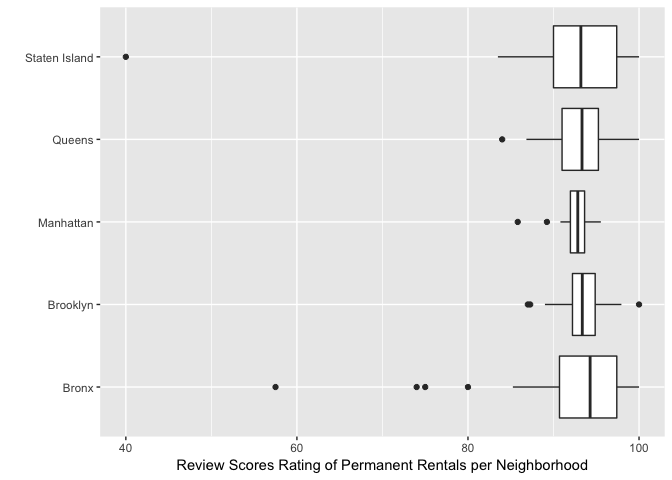 Staten Island
Queens
Manhattan
Brooklyn
Bronx
40 60 80 100
Review Scores Rating of Permanent Rentals per Neighborhood